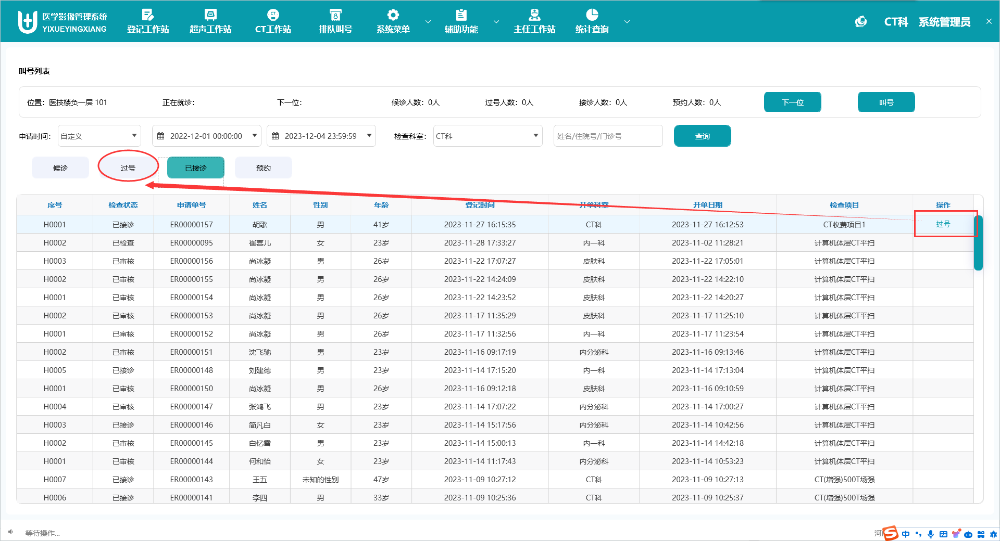 医学影像管理系统
YIXUEYINGXIANG
登记工作站
超声工作站
CT
CT工作站
排队叫号
系统菜单
辅助功能
主任工作站
统计查询
CT科
系统管理员
叫号列表
位置：医技楼负一层 101 正在就诊： 下一位： 候诊人数：0人 过号人数：0人 接诊人数：0人 预约人数：0人 下一位 叫号
申请时间： 自定义 2022-12-01 00:00:00 2023-12-04 23:59:59 检查科室： CT科 姓名/住院号/门诊号 查询
候诊 过号 已接诊 预约
序号 检查状态 申请单号 姓名 性别 年龄 登记时间 开单科室 开单日期 检查项目 操作
H0001 已接诊 ER00000157 胡歌 男 41岁 2023-11-27 16:15:35 CT科 2023-11-27 16:12:53 CT收费项目1 过号
H0002 已检查 ER00000095 崔喜儿 女 23岁 2023-11-28 17:33:27 内一科 2023-11-02 11:28:21 计算机体层CT平扫
H0003 已审核 ER00000156 尚冰凝 男 26岁 2023-11-22 17:07:27 皮肤科 2023-11-22 17:05:01 计算机体层CT平扫
H0002 已审核 ER00000155 尚冰凝 男 26岁 2023-11-22 14:24:09 皮肤科 2023-11-22 14:22:10 计算机体层CT平扫
H0001 已审核 ER00000154 尚冰凝 男 26岁 2023-11-22 14:23:52 皮肤科 2023-11-22 14:20:27 计算机体层CT平扫
H0002 已审核 ER00000153 尚冰凝 男 26岁 2023-11-17 11:35:29 皮肤科 2023-11-17 11:25:10 计算机体层CT平扫
H0001 已审核 ER00000152 尚冰凝 男 26岁 2023-11-17 11:32:56 内一科 2023-11-17 11:23:54 计算机体层CT平扫
H0002 已审核 ER00000151 沈飞驰 男 23岁 2023-11-16 09:17:19 内分泌科 2023-11-16 09:13:46 计算机体层CT平扫
H0005 已接诊 ER00000148 刘建德 男 23岁 2023-11-14 17:15:20 内一科 2023-11-14 17:13:04 计算机体层CT平扫
H0001 已审核 ER00000150 尚冰凝 男 26岁 2023-11-16 09:12:18 皮肤科 2023-11-16 09:10:59 计算机体层CT平扫
H0004 已审核 ER00000147 张鸿飞 男 23岁 2023-11-14 17:07:22 内分泌科 2023-11-14 17:00:27 计算机体层CT平扫
H0003 已接诊 ER00000146 简凡白 女 23岁 2023-11-14 15:17:56 内分泌科 2023-11-14 10:42:56 计算机体层CT平扫
H0002 已审核 ER00000145 白忆雪 男 23岁 2023-11-14 15:00:13 内一科 2023-11-14 14:42:18 计算机体层CT平扫
H0001 已审核 ER00000144 何和怡 女 23岁 2023-11-14 11:17:43 内分泌科 2023-11-14 10:53:23 计算机体层CT平扫
H0007 已接诊 ER00000143 王五 未知的性别 47岁 2023-11-09 10:27:12 CT科 2023-11-09 10:27:13 CT(增强)500T场强
H0006 已接诊 ER00000141 李四 男 33岁 2023-11-09 10:25:36 CT科 2023-11-09 10:25:37 CT(增强)500T场强
等待操作...
河
中